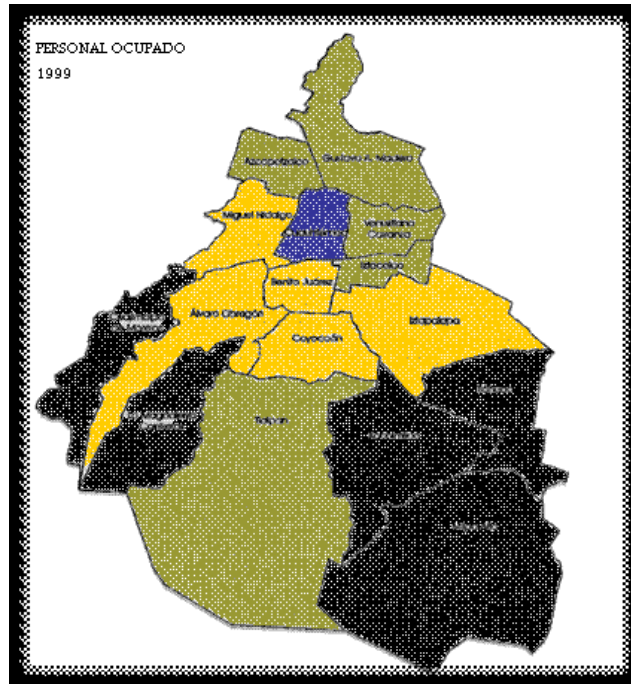 PERSONAL OCUPADO
1999
Azcapotzalco
Gustavo A. Madero
Miguel Hidalgo
Cuauhtémoc
Venustiano
Carranza
Iztacalco
Benito Juárez
Álvaro Obregón
Iztapalapa
Coyoacán
Tlalpan